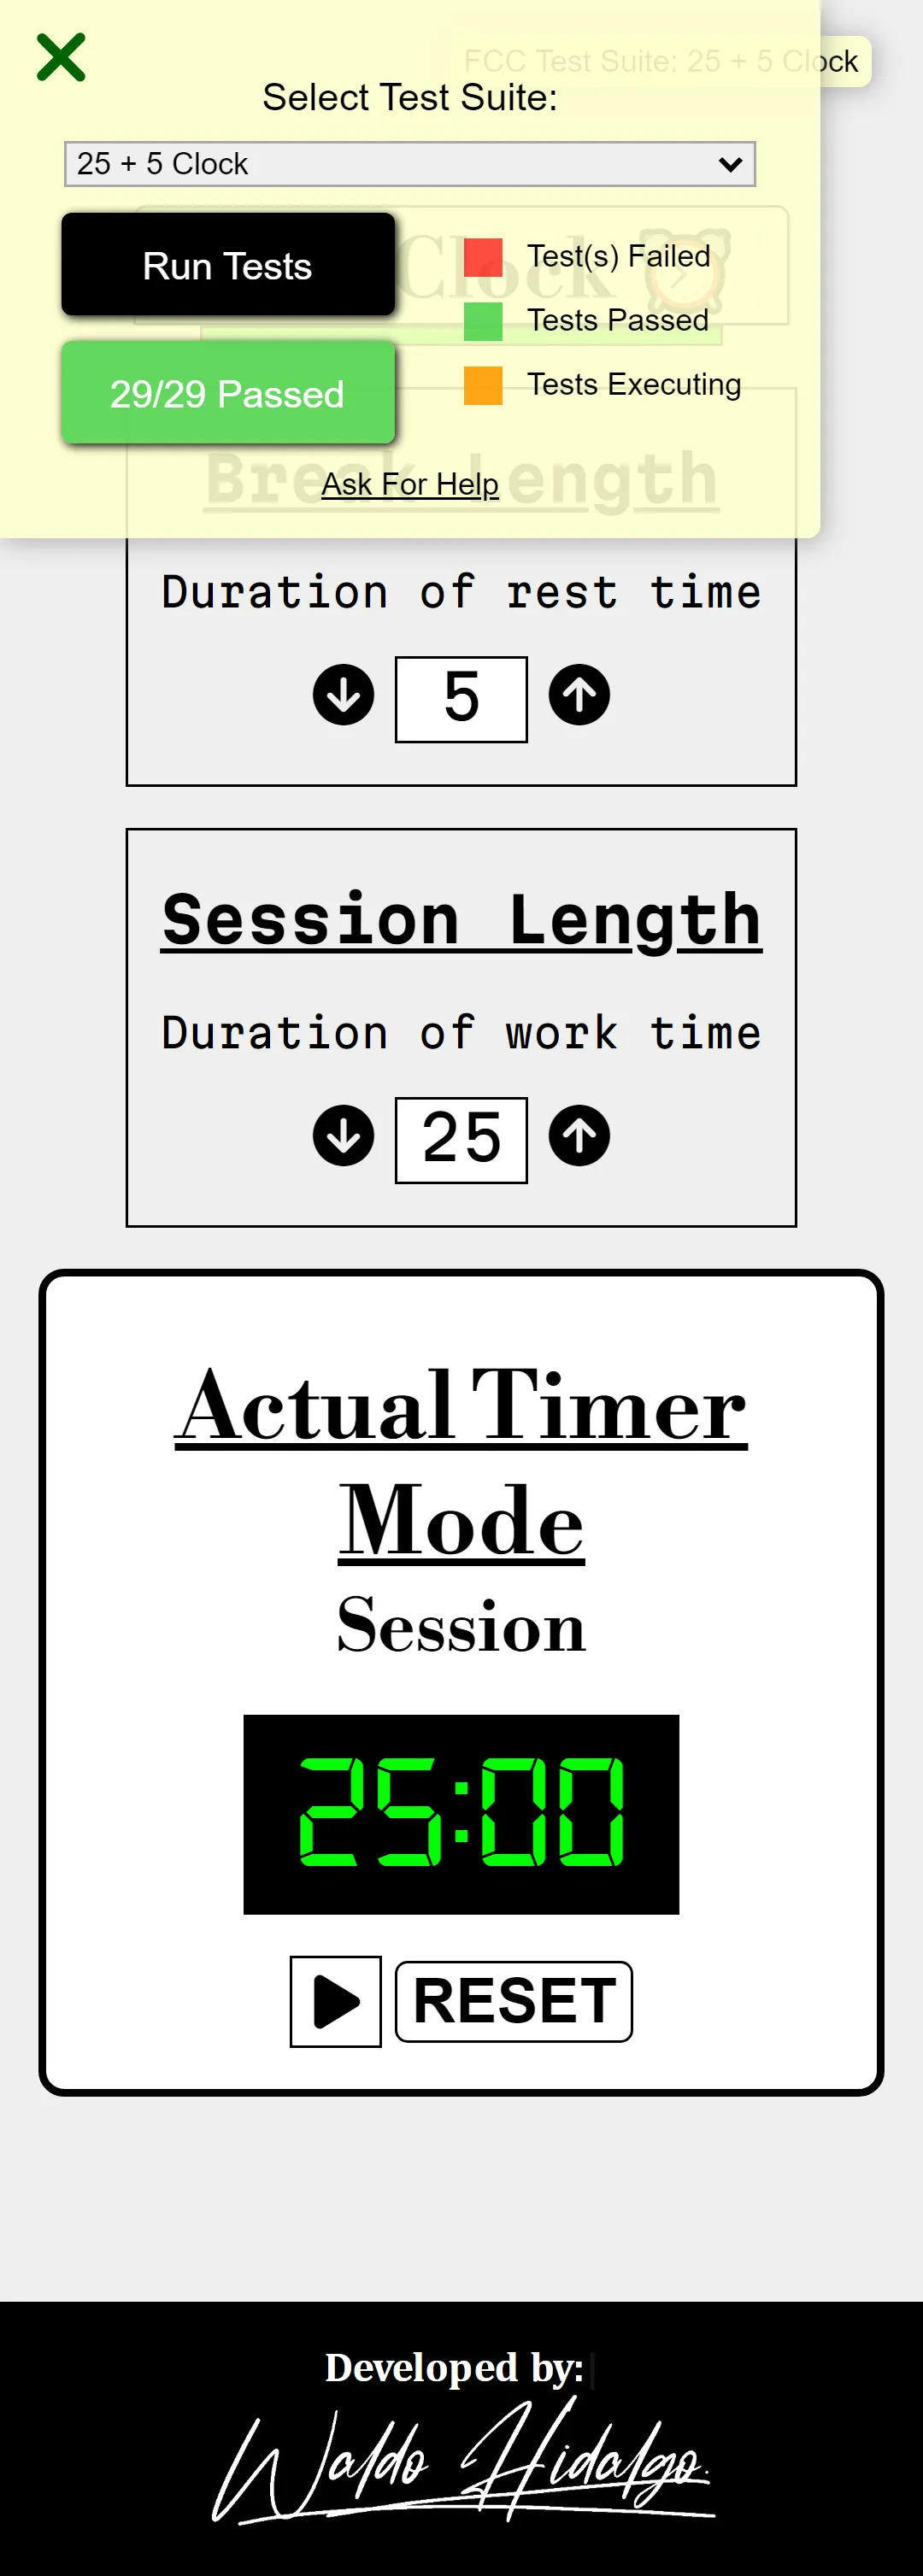 FCC Test Suite: 25 + 5 Clock
Select Test Suite:
25 + 5 Clock
Run Tests
Clock
Test(s) Failed
Tests Passed
29/29 Passed
Tests Executing
Break Length
Ask For Help
Duration of rest time
5
Session Length
Duration of work time
25
Actual Timer
Mode
Session
25:00
RESET
Developed by:
Waldo Hidalgo